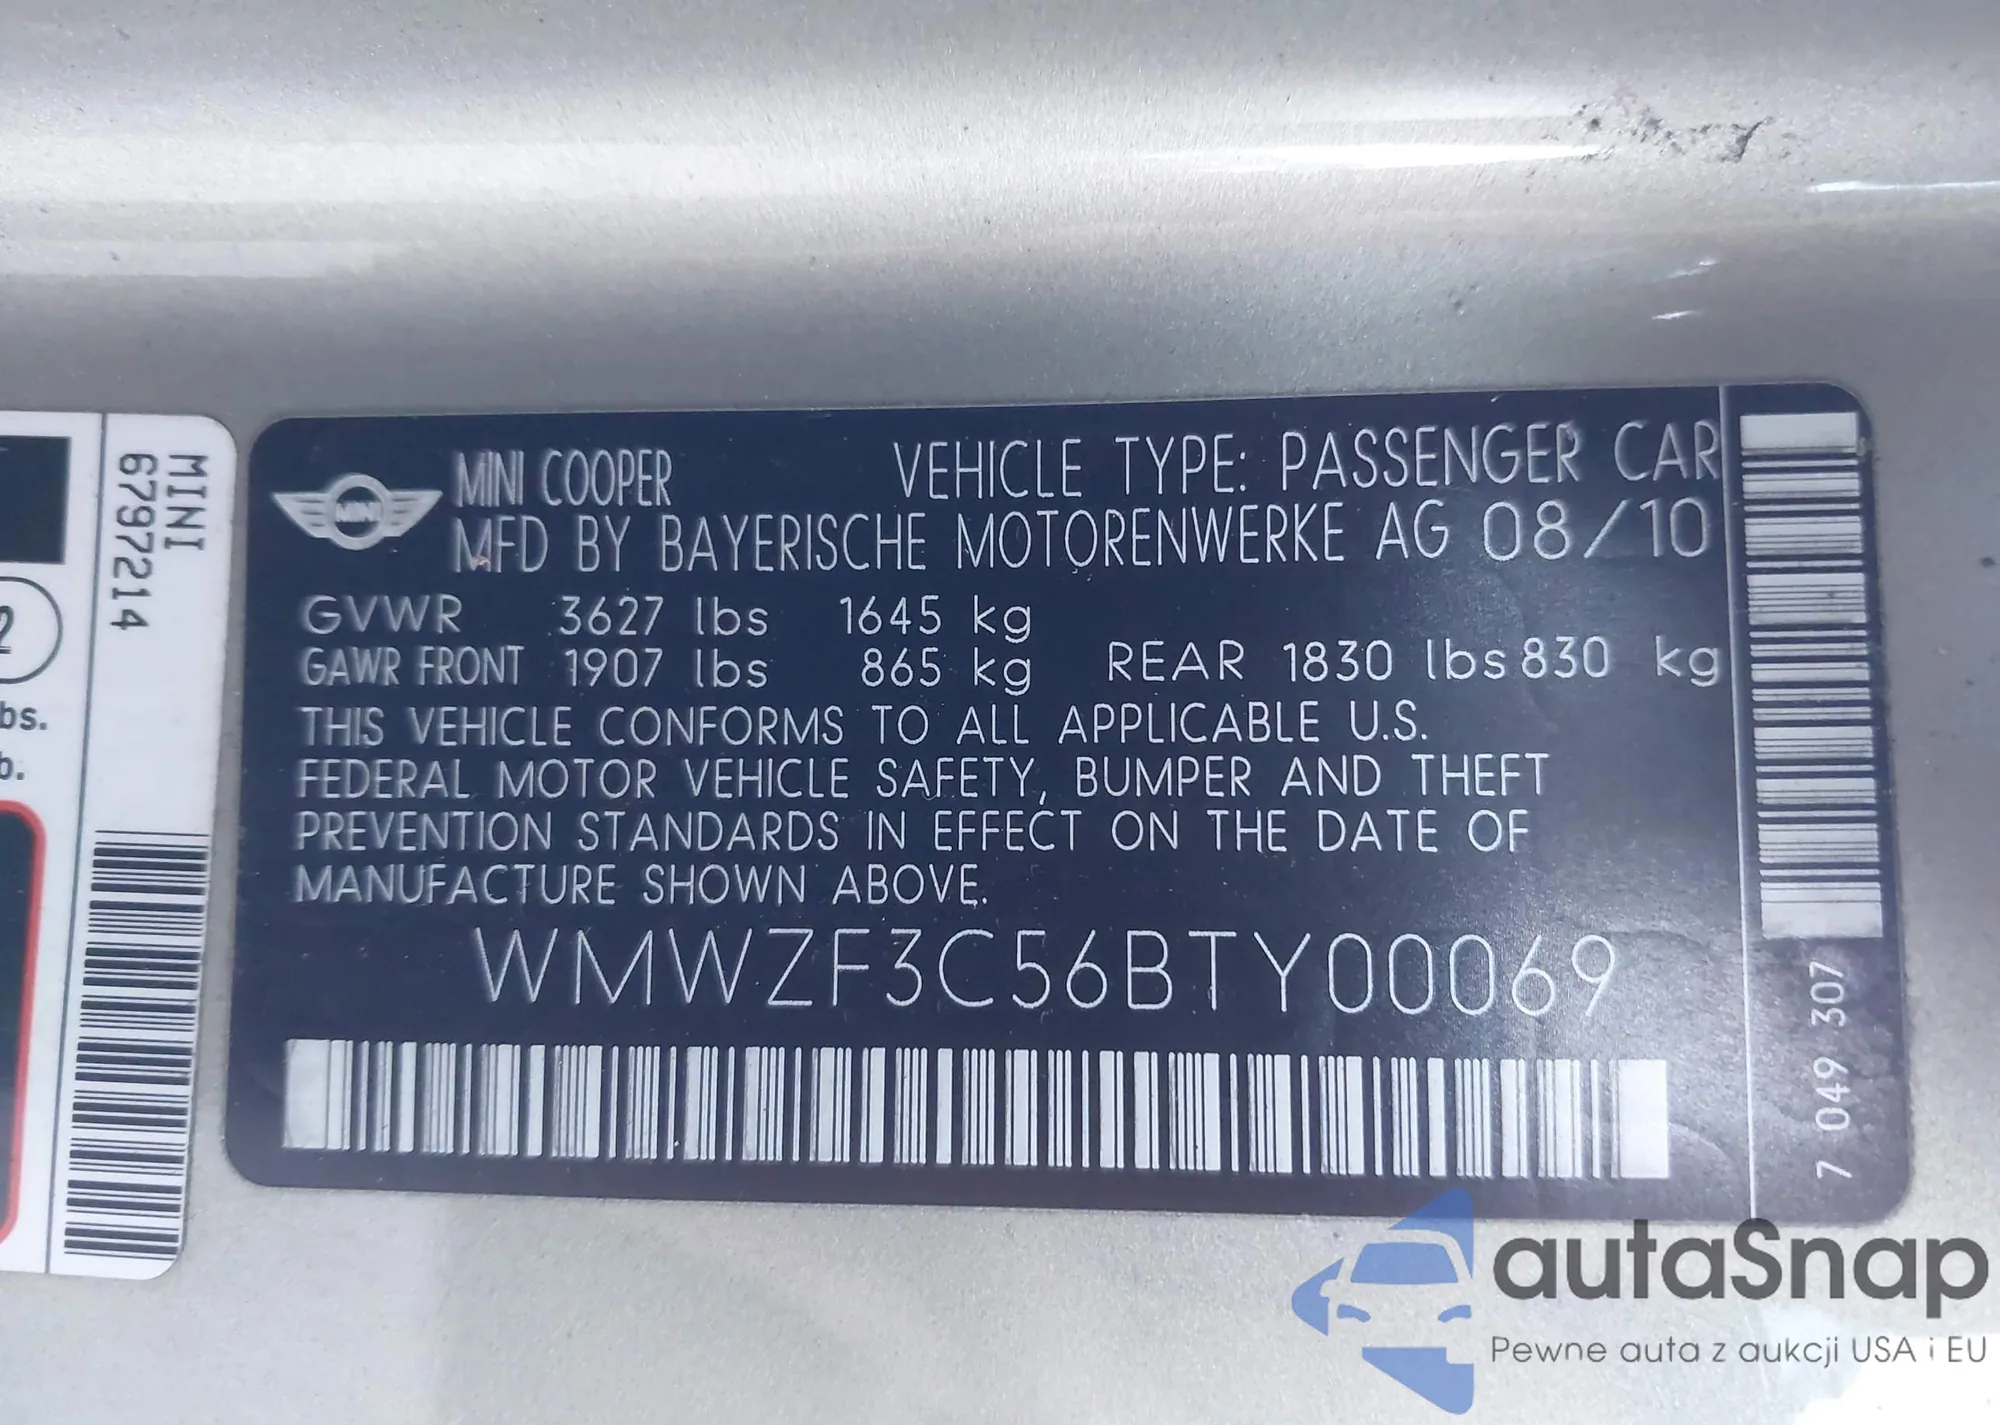 MINI COOPER VEHICLE TYPE: PASSENGER CAR
MINI
MFD BY BAYERISCHE MOTORENWERKE AG 08/10
GVWR 3627 lbs 1645 kg
GAWR FRONT 1907 lbs 865 kg REAR 1830 lbs 830 kg
THIS VEHICLE CONFORMS TO ALL APPLICABLE U.S.
FEDERAL MOTOR VEHICLE SAFETY, BUMPER AND THEFT
PREVENTION STANDARDS IN EFFECT ON THE DATE OF
MANUFACTURE SHOWN ABOVE.
WMWZF3C56BTY00069
7 049 307
MINI
6797214
2
bs.
b.
autaSnap
Pewne auta z aukcji USA i EU